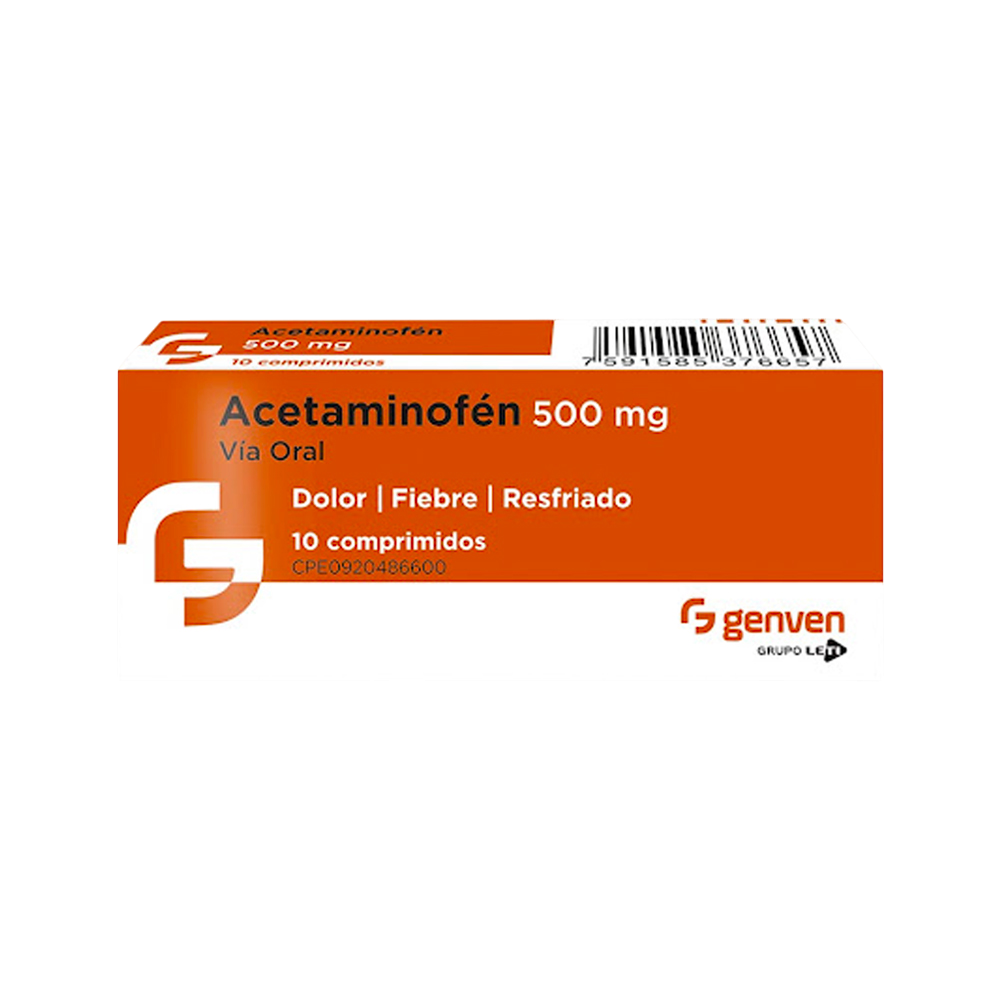 Acetaminofén
500 mg
10 comprimidos
7 591585 376657
Acetaminofén 500 mg
Vía Oral
Dolor | Fiebre | Resfriado
10 comprimidos
CPE0920486600
genven
GRUPO LETI